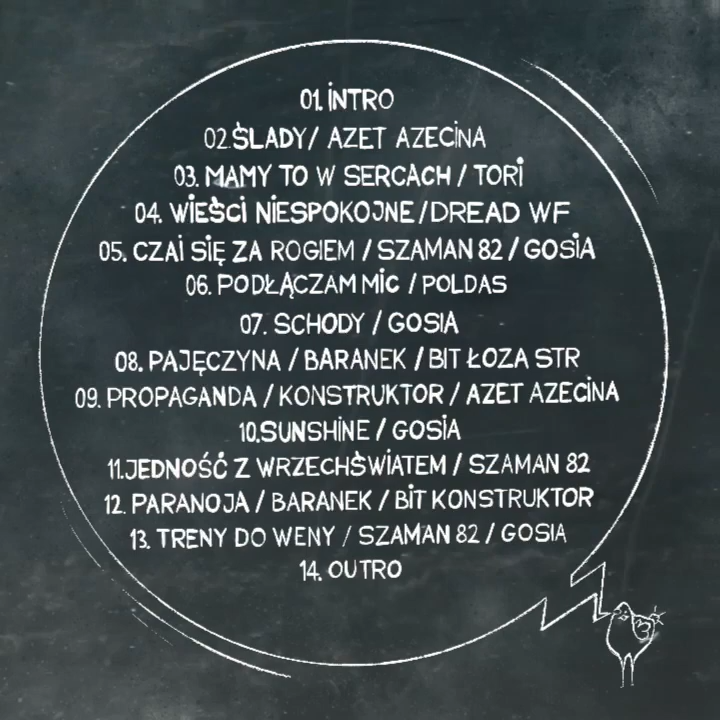 01. INTRO
02. ŚLADY / AZET AZECINA
03. MAMY TO W SERCACH / TORI
04. WIEŚCI NIESPOKOJNE / DREAD WF
05. CZAI SIĘ ZA ROGIEM / SZAMAN 82 / GOSIA
06. PODŁĄCZAM MIC / POLDAS
07. SCHODY / GOSIA
08. PAJĘCZYNA / BARANEK / BIT ŁOZA STR
09. PROPAGANDA / KONSTRUKTOR / AZET AZECINA
10. SUNSHINE / GOSIA
11. JEDNOŚĆ Z WRZECHŚWIATEM / SZAMAN 82
12. PARANOJA / BARANEK / BIT KONSTRUKTOR
13. TRENY DO WENY / SZAMAN 82 / GOSIA
14. OUTRO